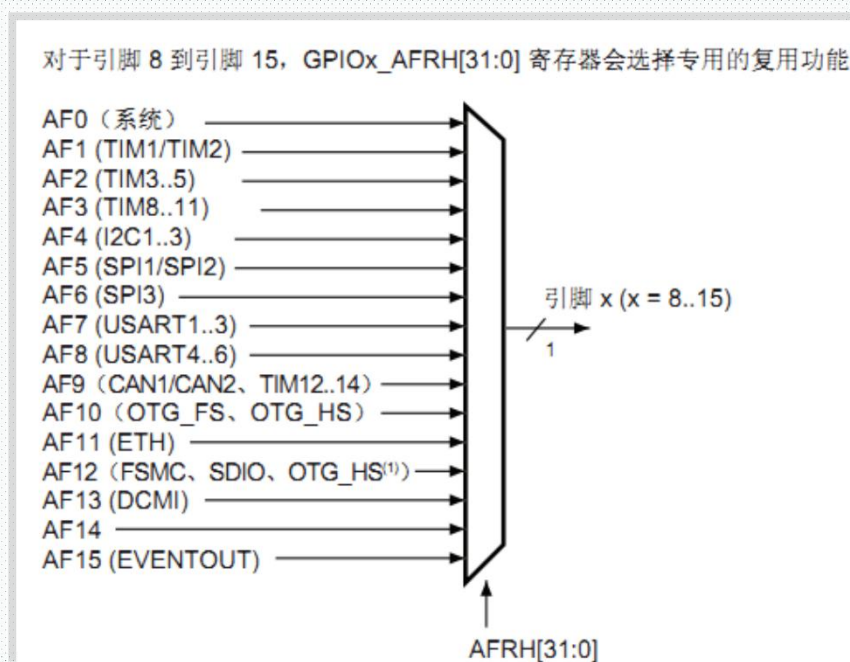 对于引脚 8 到引脚 15，GPIOx_AFRH[31:0] 寄存器会选择专用的复用功能
AF0（系统）
AF1 (TIM1/TIM2)
AF2 (TIM3..5)
AF3 (TIM8..11)
AF4 (I2C1..3)
AF5 (SPI1/SPI2)
AF6 (SPI3)
AF7 (USART1..3)
AF8 (USART4..6)
AF9（CAN1/CAN2、TIM12..14）
AF10（OTG_FS、OTG_HS）
AF11 (ETH)
AF12（FSMC、SDIO、OTG_HS⁽¹⁾）
AF13 (DCMI)
AF14
AF15 (EVENTOUT)
引脚 x (x = 8..15)
1
AFRH[31:0]